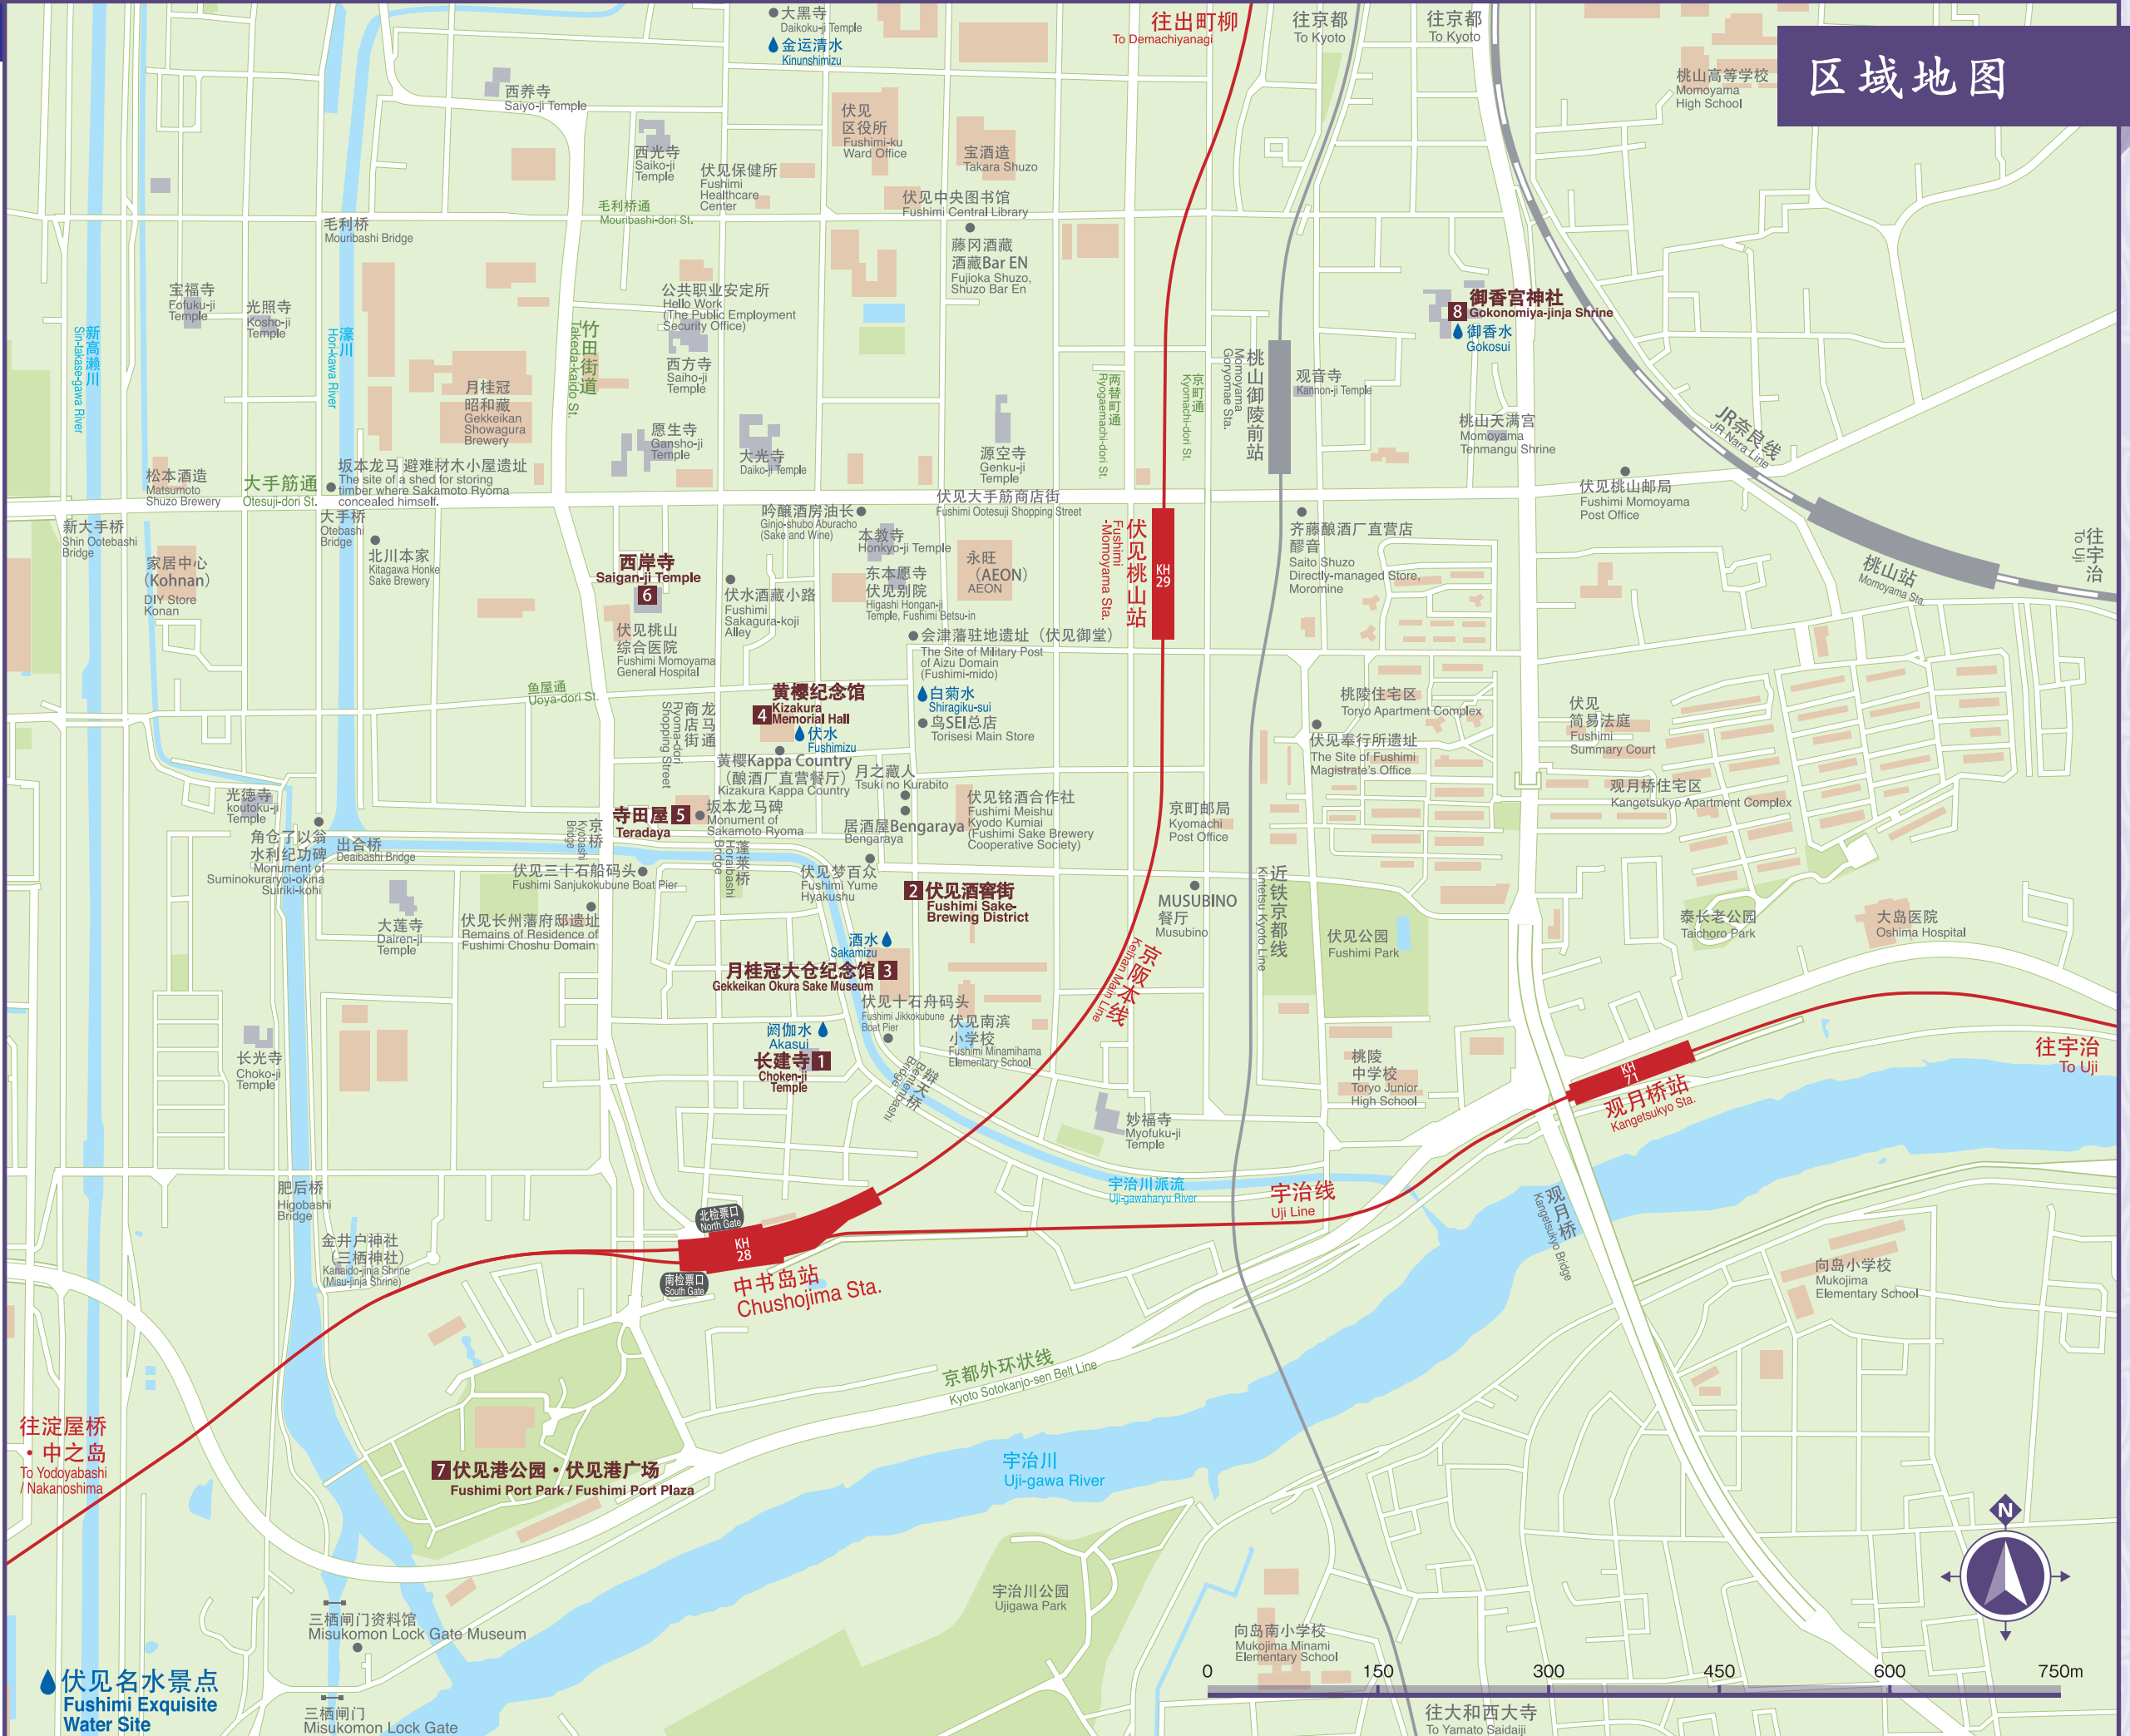 区域地图
大黑寺
Daikoku-ji Temple
金运清水
Kinunshimizu
往出町柳
To Demachiyanagi
往京都
To Kyoto
往京都
To Kyoto
桃山高等学校
Momoyama
High School
西养寺
Saiyo-ji Temple
西光寺
Saiko-ji
Temple
伏见保健所
Fushimi
Healthcare
Center
伏见
区役所
Fushimi-ku
Ward Office
宝酒造
Takara Shuzo
伏见中央图书馆
Fushimi Central Library
毛利桥通
Mouribashi-dori St.
毛利桥
Mouribashi Bridge
藤冈酒藏
酒藏Bar EN
Fujioka Shuzo,
Shuzo Bar En
宝福寺
Fofuku-ji
Temple
光照寺
Kosho-ji
Temple
新高濑川
Sin-takase-gawa River
濠川
Hori-kawa River
公共职业安定所
Hello Work
(The Public Employment
Security Office)
竹田街道
Takeda-kaido St.
西方寺
Saiho-ji
Temple
月桂冠
昭和藏
Gekkeikan
Showagura
Brewery
愿生寺
Gansho-ji
Temple
大光寺
Daiko-ji Temple
源空寺
Genku-ji
Temple
两替町通
Ryogaemachi-dori St.
京町通
Kyomachi-dori St.
桃山御陵前站
Momoyama
Goryomae Sta.
观音寺
Kannon-ji Temple
8 御香宫神社
Gokonomiya-jinja Shrine
御香水
Gokosui
桃山天满宫
Momoyama
Tenmangu Shrine
JR奈良线
JR Nara Line
伏见桃山邮局
Fushimi Momoyama
Post Office
桃山站
Momoyama Sta.
往宇治
To Uji
松本酒造
Matsumoto
Shuzo Brewery
大手筋通
Otesuji-dori St.
坂本龙马 避难材木小屋遗址
The site of a shed for storing
timber where Sakamoto Ryoma
concealed himself.
新大手桥
Shin Ootebashi
Bridge
大手桥
Otebashi
Bridge
北川本家
Kitagawa Honke
Sake Brewery
家居中心
（Kohnan）
DIY Store
Konan
伏见大手筋商店街
Fushimi Ootesuji Shopping Street
吟醸酒房油长
Ginjo-shubo Aburacho
(Sake and Wine)
本教寺
Honkyo-ji Temple
永旺
（AEON）
AEON
东本愿寺
伏见别院
Higashi Hongan-ji
Temple, Fushimi Betsu-in
伏见桃山站
Fushimi
-Momoyama Sta.
KH
29
齐藤酿酒厂直营店
醪音
Saito Shuzo
Directly-managed Store,
Moromine
西岸寺
Saigan-ji Temple
6
伏水酒藏小路
Fushimi
Sakagura-koji
Alley
伏见桃山
综合医院
Fushimi Momoyama
General Hospital
会津藩驻地遗址（伏见御堂）
The Site of Military Post
of Aizu Domain
(Fushimi-mido)
鱼屋通
Uoya-dori St.
龙马通
商店街
Ryoma-dori
Shopping Street
黄樱纪念馆
4 Kizakura
Memorial Hall
伏水
Fushimizu
白菊水
Shiragiku-sui
鸟SEI总店
Torisesi Main Store
桃陵住宅区
Toryo Apartment Complex
伏见奉行所遗址
The Site of Fushimi
Magistrate's Office
伏见
简易法庭
Fushimi
Summary Court
观月桥住宅区
Kangetsukyo Apartment Complex
黄樱Kappa Country
（酿酒厂直营餐厅）
Kizakura Kappa Country
月之藏人
Tsuki no Kurabito
光德寺
koutoku-ji
Temple
角仓了以翁
水利纪功碑
Monument of
Suminokuraryoi-okina
Suiriki-kohi
出合桥
Deaibashi Bridge
京桥
Kyobashi
Bridge
寺田屋 5
Teradaya
坂本龙马碑
Monument of
Sakamoto Ryoma
居酒屋Bengaraya
Bengaraya
伏见铭酒合作社
Fushimi Meishu
Kyodo Kumiai
(Fushimi Sake Brewery
Cooperative Society)
京町邮局
Kyomachi
Post Office
蓬莱桥
Horaibashi
Bridge
伏见三十石船码头
Fushimi Sanjukokubune Boat Pier
伏见梦百众
Fushimi Yume
Hyakushu
2 伏见酒窖街
Fushimi Sake-
Brewing District
MUSUBINO
餐厅
Musubino
近铁京都线
Kintetsu Kyoto Line
大莲寺
Dairen-ji
Temple
伏见长州藩府邸遗址
Remains of Residence of
Fushimi Choshu Domain
酒水
Sakamizu
月桂冠大仓纪念馆 3
Gekkeikan Okura Sake Museum
伏见公园
Fushimi Park
泰长老公园
Taichoro Park
大岛医院
Oshima Hospital
京阪本线
Keihan Main Line
伏见十石舟码头
Fushimi Jikkokubune
Boat Pier
伏见南滨
小学校
Fushimi Minamihama
Elementary School
阏伽水
Akasui
长建寺 1
Choken-ji
Temple
长光寺
Choko-ji
Temple
辩天桥
Bentenbashi
Bridge
桃陵
中学校
Toryo Junior
High School
妙福寺
Myofuku-ji
Temple
KH
71
观月桥站
Kangetsukyo Sta.
往宇治
To Uji
肥后桥
Higobashi
Bridge
宇治川派流
Uji-gawaharyu River
宇治线
Uji Line
观月桥
Kangetsukyo Bridge
金井户神社
（三栖神社）
Kanaido-jinja Shrine
(Misu-jinja Shrine)
北检票口
North Gate
KH
28
南检票口
South Gate
中书岛站
Chushojima Sta.
向岛小学校
Mukojima
Elementary School
京都外环状线
Kyoto Sotokanjo-sen Belt Line
往淀屋桥
・中之岛
To Yodoyabashi
/ Nakanoshima
7 伏见港公园・伏见港广场
Fushimi Port Park / Fushimi Port Plaza
宇治川
Uji-gawa River
N
宇治川公园
Ujigawa Park
三栖闸门资料馆
Misukomon Lock Gate Museum
向岛南小学校
Mukojima Minami
Elementary School
伏见名水景点
Fushimi Exquisite
Water Site
三栖闸门
Misukomon Lock Gate
0 150 300 450 600 750m
往大和西大寺
To Yamato Saidaiji